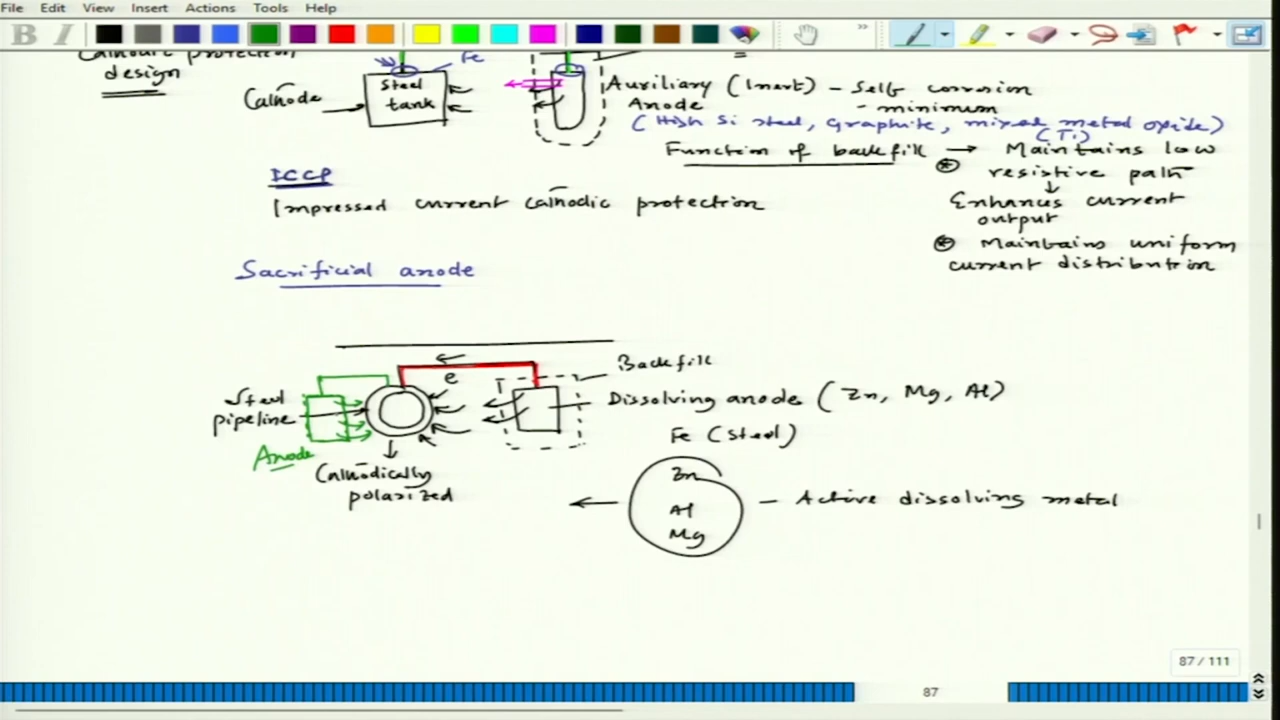 File Edit View Insert Actions Tools Help
B I
Cathodic protection
design
Fe
Steel
tank
Cathode
Auxiliary (Inert) - Self corrosion
Anode - minimum
(High Si steel, Graphite, mixed metal oxide)
(Ti)
Function of backfill → Maintains low
resistive path
Enhances current
output
Maintains uniform
current distribution
ICCP
Impressed current cathodic protection
Sacrificial anode
Backfill
e
Steel
pipeline
Dissolving anode (Zn, Mg, Al)
Fe (Steel)
Anode
Cathodically
polarized
Zn
Al
Mg
- Active dissolving metal
87 / 111
87